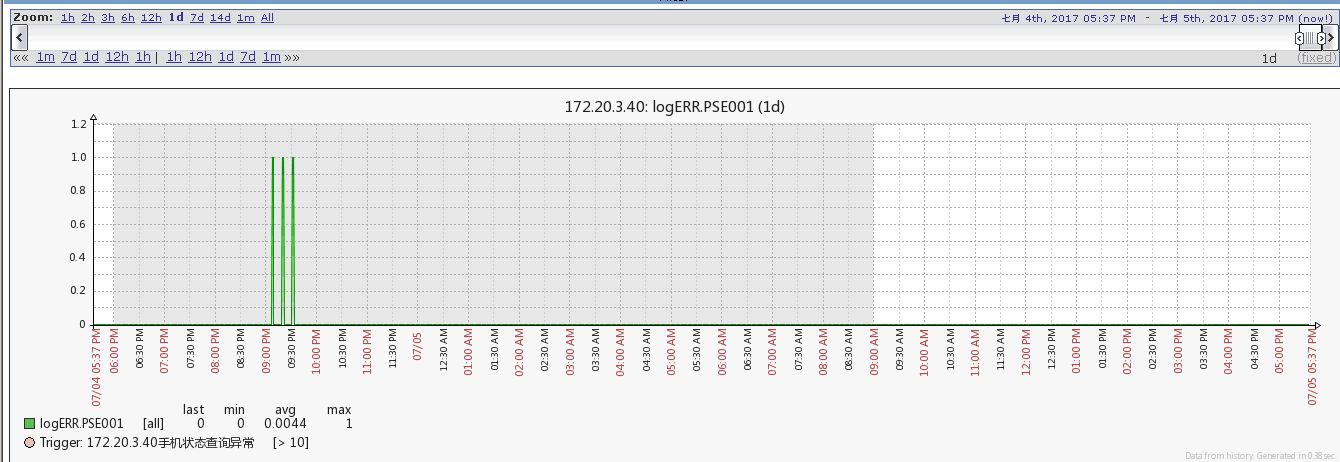 Zoom: 1h 2h 3h 6h 12h 1d 7d 14d 1m All 七月 4th, 2017 05:37 PM - 七月 5th, 2017 05:37 PM (now!)
«« 1m 7d 1d 12h 1h | 1h 12h 1d 7d 1m »» 1d (fixed)
172.20.3.40: logERR.PSE001 (1d)
1.2
1.0
0.8
0.6
0.4
0.2
0
07/04 05:37 PM
06:00 PM
06:30 PM
07:00 PM
07:30 PM
08:00 PM
08:30 PM
09:00 PM
09:30 PM
10:00 PM
10:30 PM
11:00 PM
11:30 PM
07/05
12:30 AM
01:00 AM
01:30 AM
02:00 AM
02:30 AM
03:00 AM
03:30 AM
04:00 AM
04:30 AM
05:00 AM
05:30 AM
06:00 AM
06:30 AM
07:00 AM
07:30 AM
08:00 AM
08:30 AM
09:00 AM
09:30 AM
10:00 AM
10:30 AM
11:00 AM
11:30 AM
12:00 PM
12:30 PM
01:00 PM
01:30 PM
02:00 PM
02:30 PM
03:00 PM
03:30 PM
04:00 PM
04:30 PM
05:00 PM
07/05 05:37 PM
last min avg max
logERR.PSE001 [all] 0 0 0.0044 1
Trigger: 172.20.3.40手机状态查询异常 [> 10]
Data from history. Generated in 0.38 sec.